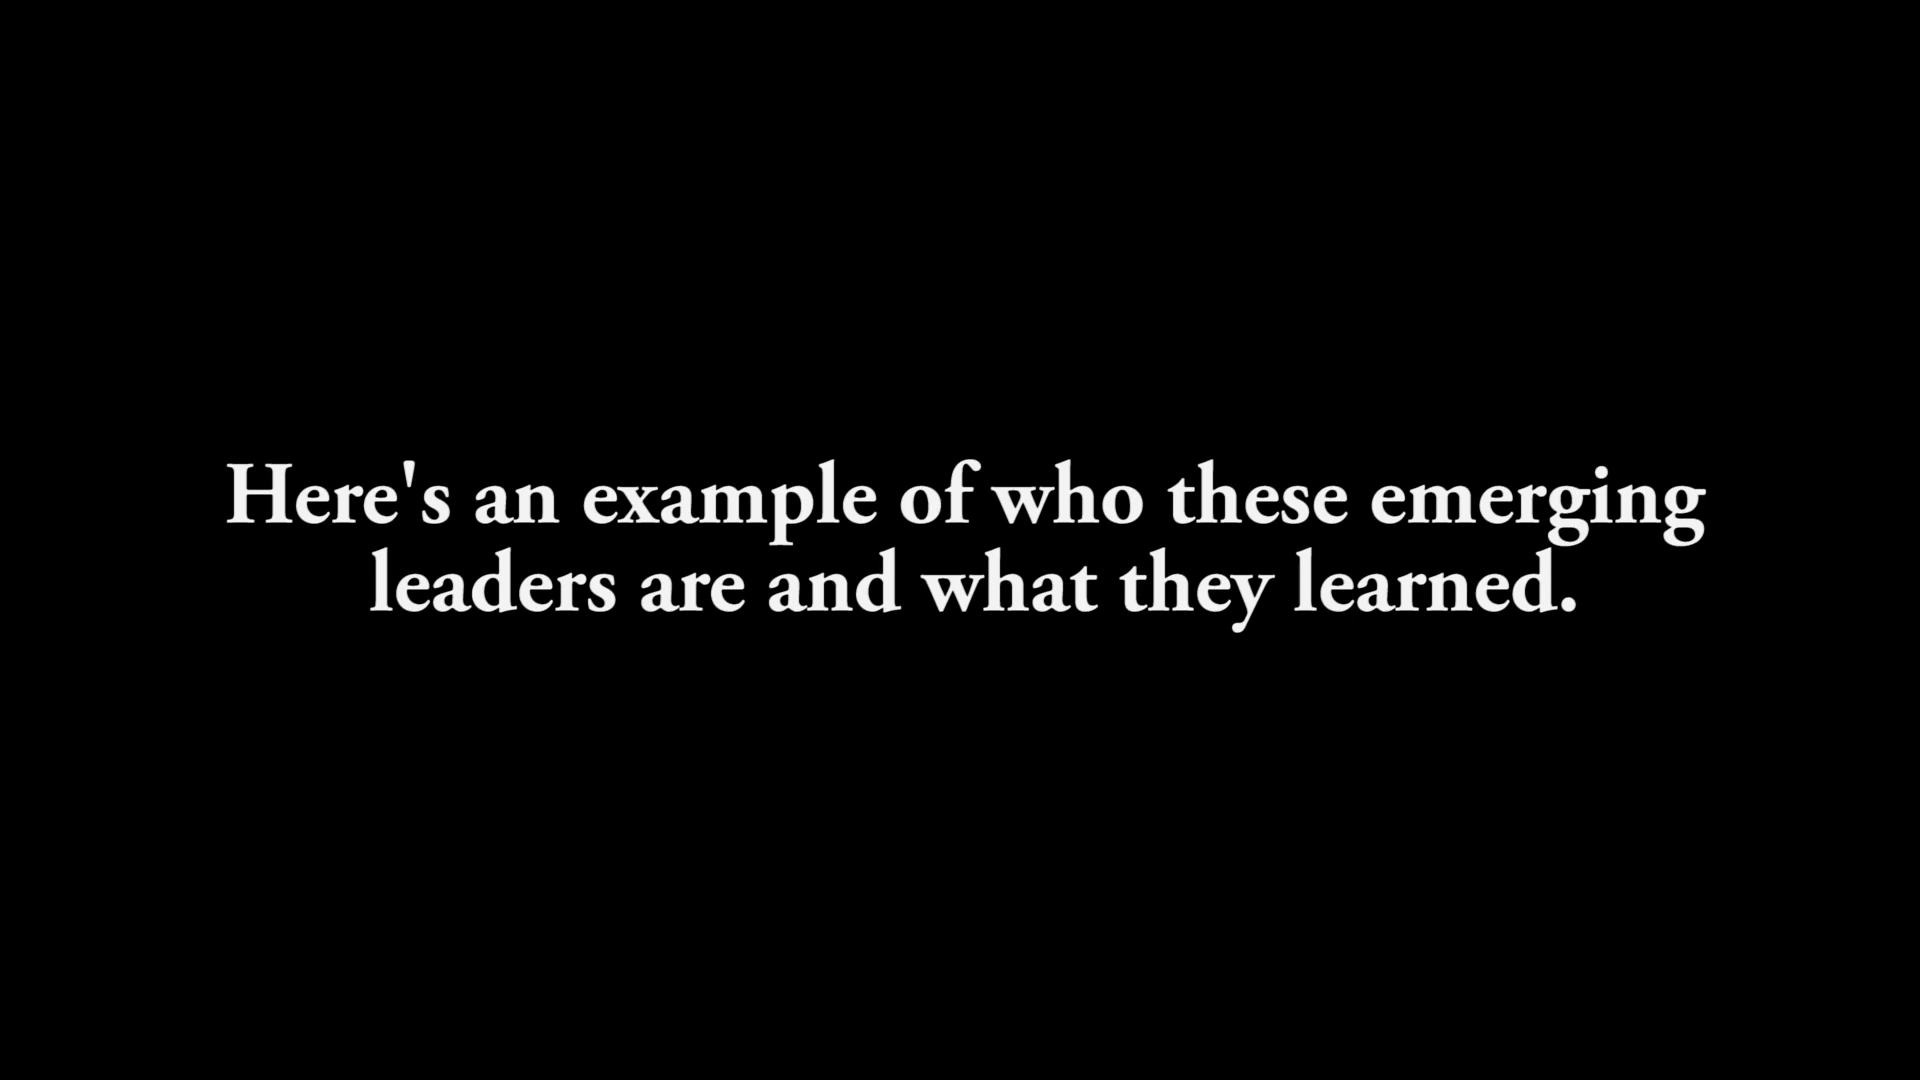 Here's an example of who these emerging
leaders are and what they learned.